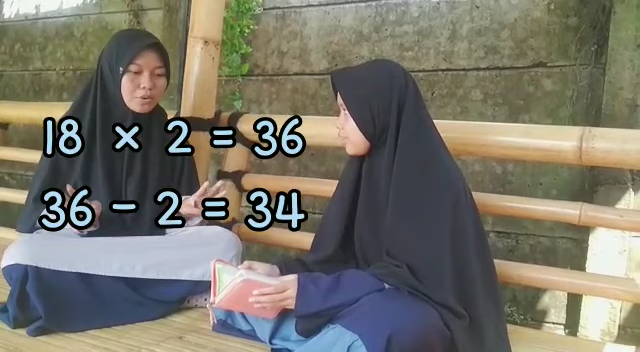 18 × 2 = 36
36 - 2 = 34